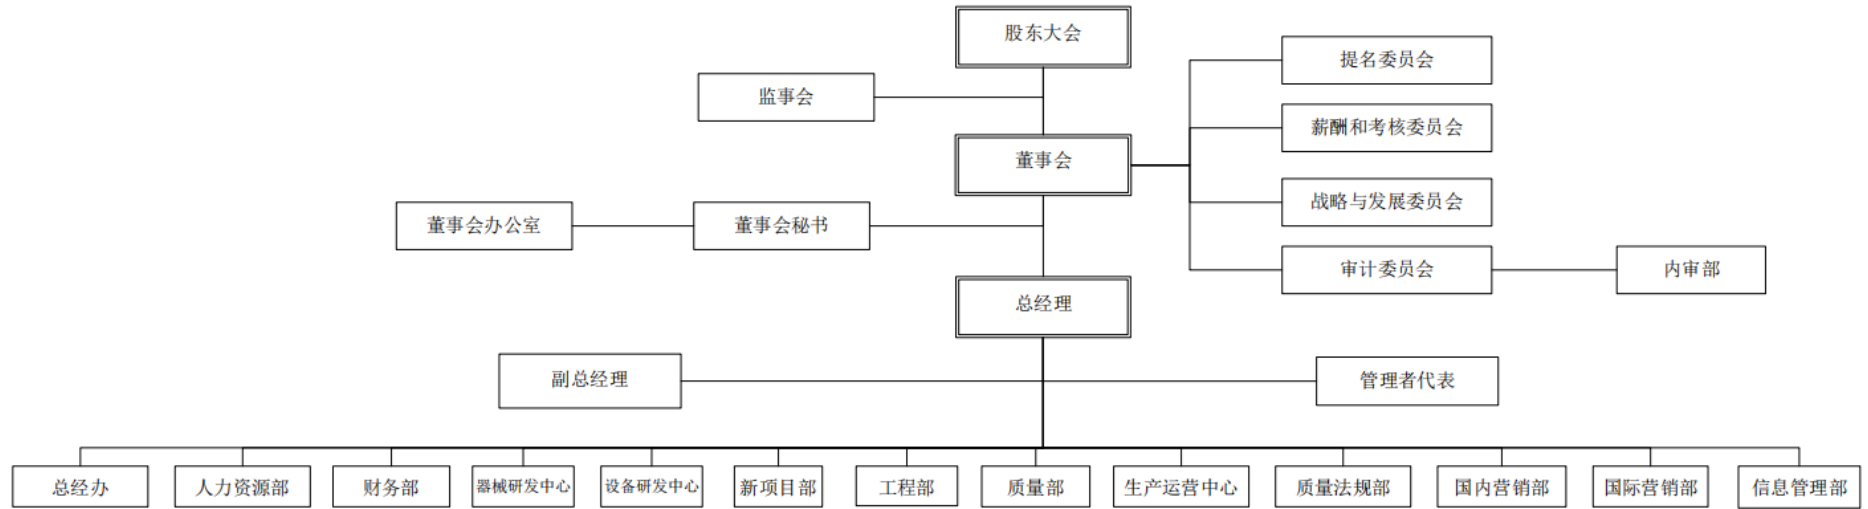 股东大会
提名委员会
监事会
薪酬和考核委员会
董事会
战略与发展委员会
董事会办公室
董事会秘书
审计委员会
内审部
总经理
副总经理
管理者代表
总经办
人力资源部
财务部
器械研发中心
设备研发中心
新项目部
工程部
质量部
生产运营中心
质量法规部
国内营销部
国际营销部
信息管理部